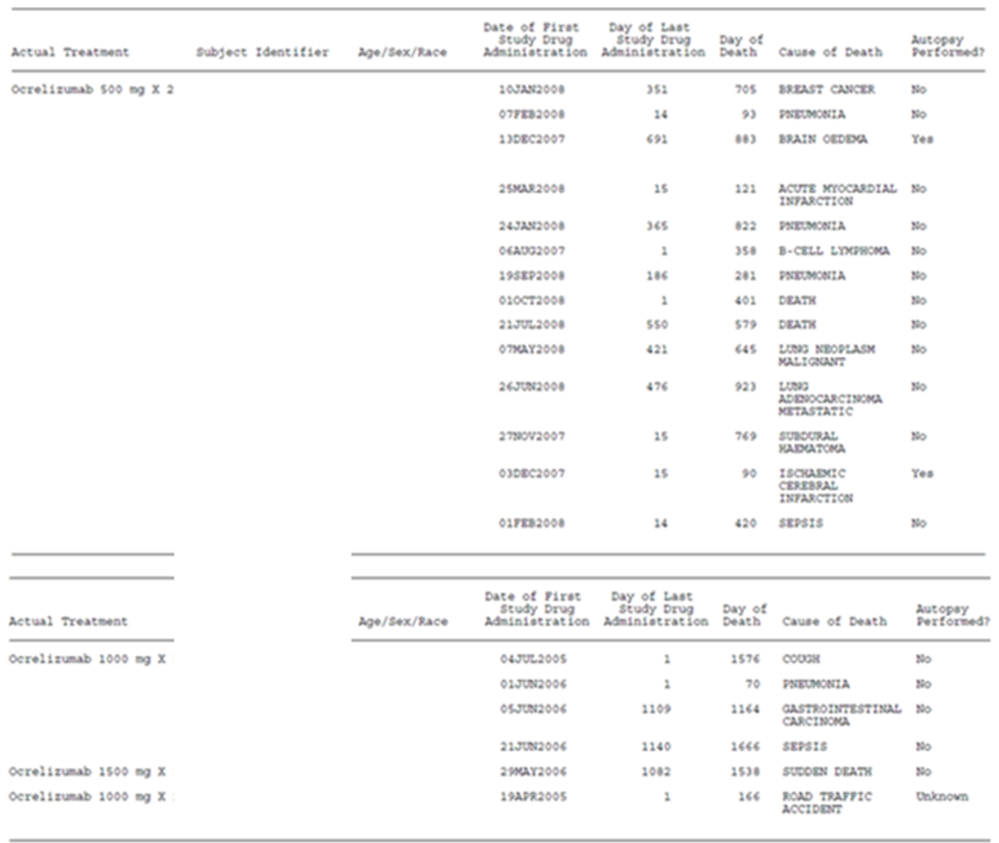 Date of First Day of Last
Study Drug Study Drug Day of Autopsy
Actual Treatment Subject Identifier Age/Sex/Race Administration Administration Death Cause of Death Performed?
Ocrelizumab 500 mg X 2 10JAN2008 351 705 BREAST CANCER No
07FEB2008 14 93 PNEUMONIA No
13DEC2007 691 883 BRAIN OEDEMA Yes
25MAR2008 15 121 ACUTE MYOCARDIAL No
INFARCTION
24JAN2008 365 822 PNEUMONIA No
06AUG2007 1 358 B-CELL LYMPHOMA No
19SEP2008 186 281 PNEUMONIA No
01OCT2008 1 401 DEATH No
21JUL2008 550 579 DEATH No
07MAY2008 421 645 LUNG NEOPLASM No
MALIGNANT
26JUN2008 476 923 LUNG No
ADENOCARCINOMA
METASTATIC
27NOV2007 15 769 SUBDURAL No
HAEMATOMA
03DEC2007 15 90 ISCHAEMIC Yes
CEREBRAL
INFARCTION
01FEB2008 14 420 SEPSIS No
Date of First Day of Last
Study Drug Study Drug Day of Autopsy
Actual Treatment Age/Sex/Race Administration Administration Death Cause of Death Performed?
Ocrelizumab 1000 mg X 04JUL2005 1 1576 COUGH No
01JUN2006 1 70 PNEUMONIA No
05JUN2006 1109 1164 GASTROINTESTINAL No
CARCINOMA
21JUN2006 1140 1666 SEPSIS No
Ocrelizumab 1500 mg X 29MAY2006 1082 1538 SUDDEN DEATH No
Ocrelizumab 1000 mg X 19APR2005 1 166 ROAD TRAFFIC Unknown
ACCIDENT